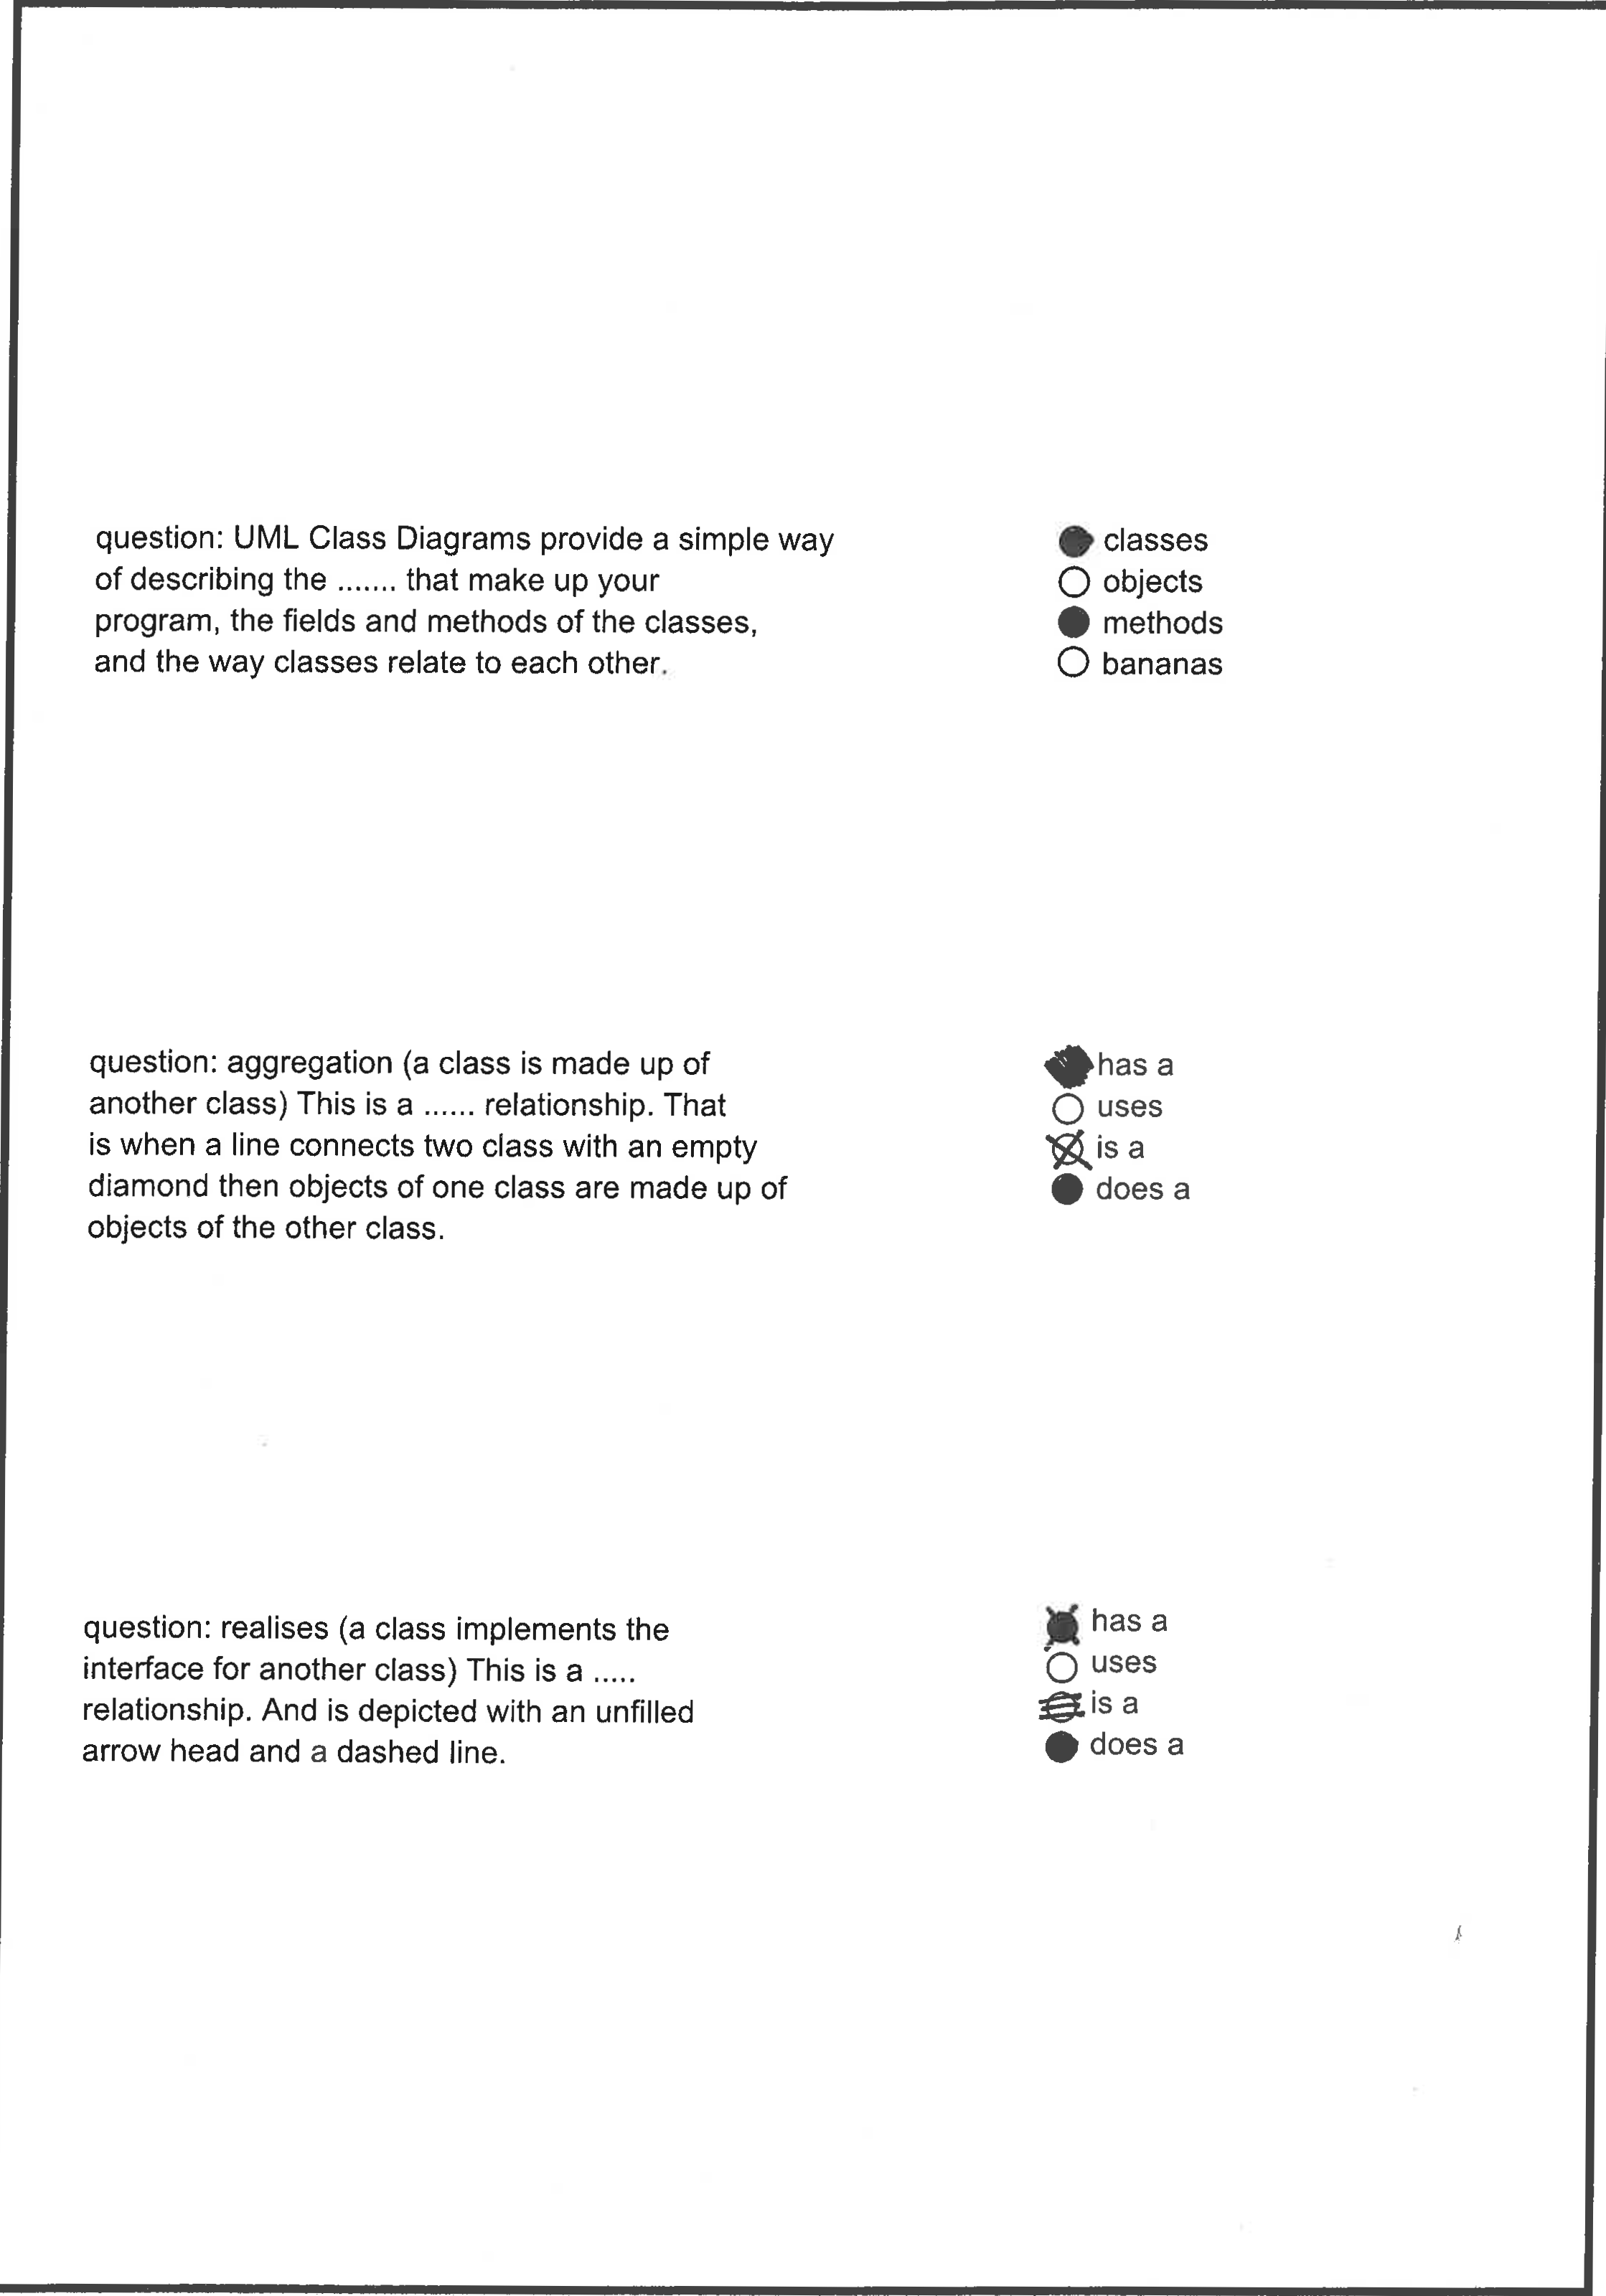 question: UML Class Diagrams provide a simple way
of describing the ....... that make up your
program, the fields and methods of the classes,
and the way classes relate to each other.
classes
objects
methods
bananas
question: aggregation (a class is made up of
another class) This is a ...... relationship. That
is when a line connects two class with an empty
diamond then objects of one class are made up of
objects of the other class.
has a
uses
is a
does a
question: realises (a class implements the
interface for another class) This is a .....
relationship. And is depicted with an unfilled
arrow head and a dashed line.
has a
uses
is a
does a